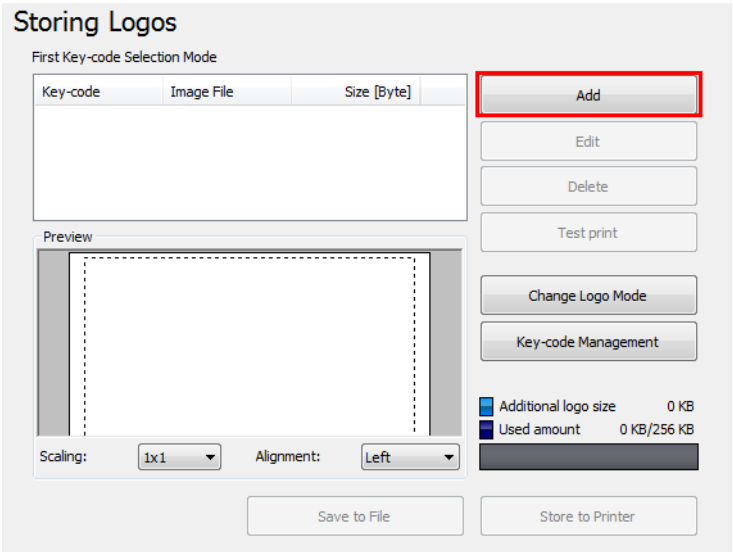 Storing Logos
First Key-code Selection Mode
Key-code Image File Size [Byte]
Add
Edit
Delete
Test print
Preview
Change Logo Mode
Key-code Management
Additional logo size 0 KB
Used amount 0 KB/256 KB
Scaling: 1x1 Alignment: Left
Save to File Store to Printer